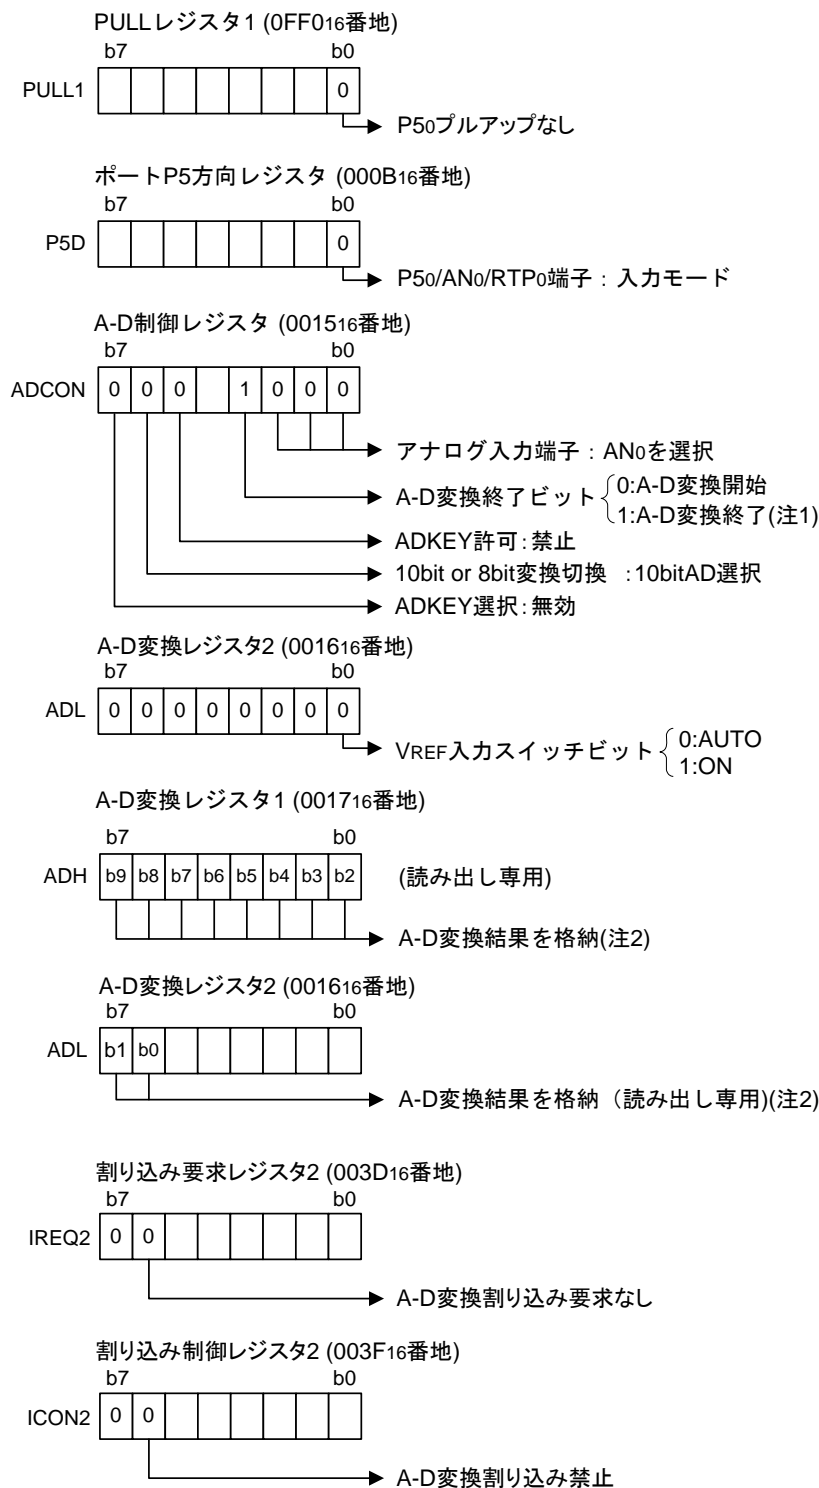 PULLレジスタ1 (0FF016番地)
b7 b0
PULL1 0
P50プルアップなし
ポートP5方向レジスタ (000B16番地)
b7 b0
P5D 0
P50/AN0/RTP0端子：入力モード
A-D制御レジスタ (001516番地)
b7 b0
ADCON 0 0 0 1 0 0 0
アナログ入力端子：AN0を選択
A-D変換終了ビット 0:A-D変換開始
1:A-D変換終了(注1)
ADKEY許可:禁止
10bit or 8bit変換切換 :10bitAD選択
ADKEY選択:無効
A-D変換レジスタ2 (001616番地)
b7 b0
ADL 0 0 0 0 0 0 0 0
VREF入力スイッチビット 0:AUTO
1:ON
A-D変換レジスタ1 (001716番地)
b7 b0
ADH b9 b8 b7 b6 b5 b4 b3 b2 (読み出し専用)
A-D変換結果を格納(注2)
A-D変換レジスタ2 (001616番地)
b7 b0
ADL b1 b0
A-D変換結果を格納（読み出し専用)(注2)
割り込み要求レジスタ2 (003D16番地)
b7 b0
IREQ2 0 0
A-D変換割り込み要求なし
割り込み制御レジスタ2 (003F16番地)
b7 b0
ICON2 0 0
A-D変換割り込み禁止